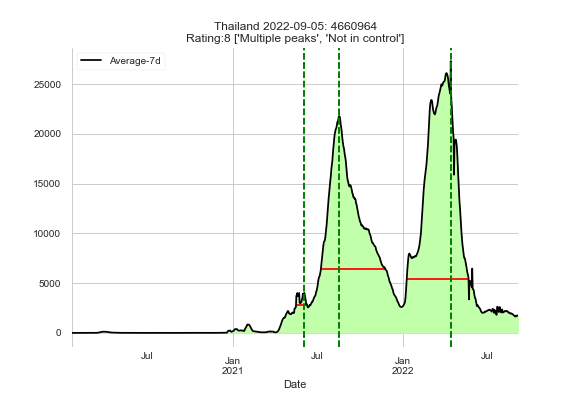 Thailand 2022-09-05: 4660964
Rating:8 ['Multiple peaks', 'Not in control']
Average-7d
25000
20000
15000
10000
5000
0
Jul
Jan
2021
Jul
Jan
2022
Jul
Date